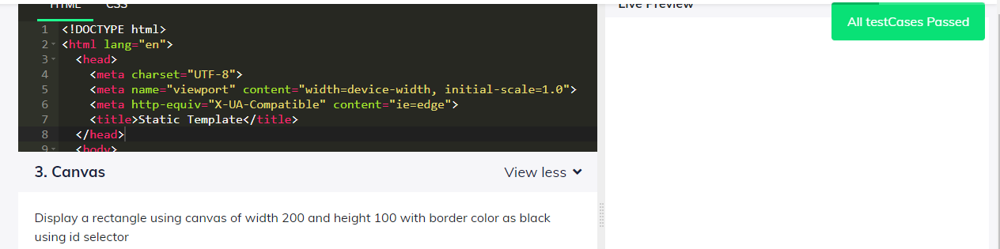 HTML CSS
Live Preview
All testCases Passed
1 <!DOCTYPE html>
2 <html lang="en">
3 <head>
4 <meta charset="UTF-8">
5 <meta name="viewport" content="width=device-width, initial-scale=1.0">
6 <meta http-equiv="X-UA-Compatible" content="ie=edge">
7 <title>Static Template</title>
8 </head>
9 <body>
3. Canvas
View less
Display a rectangle using canvas of width 200 and height 100 with border color as black
using id selector